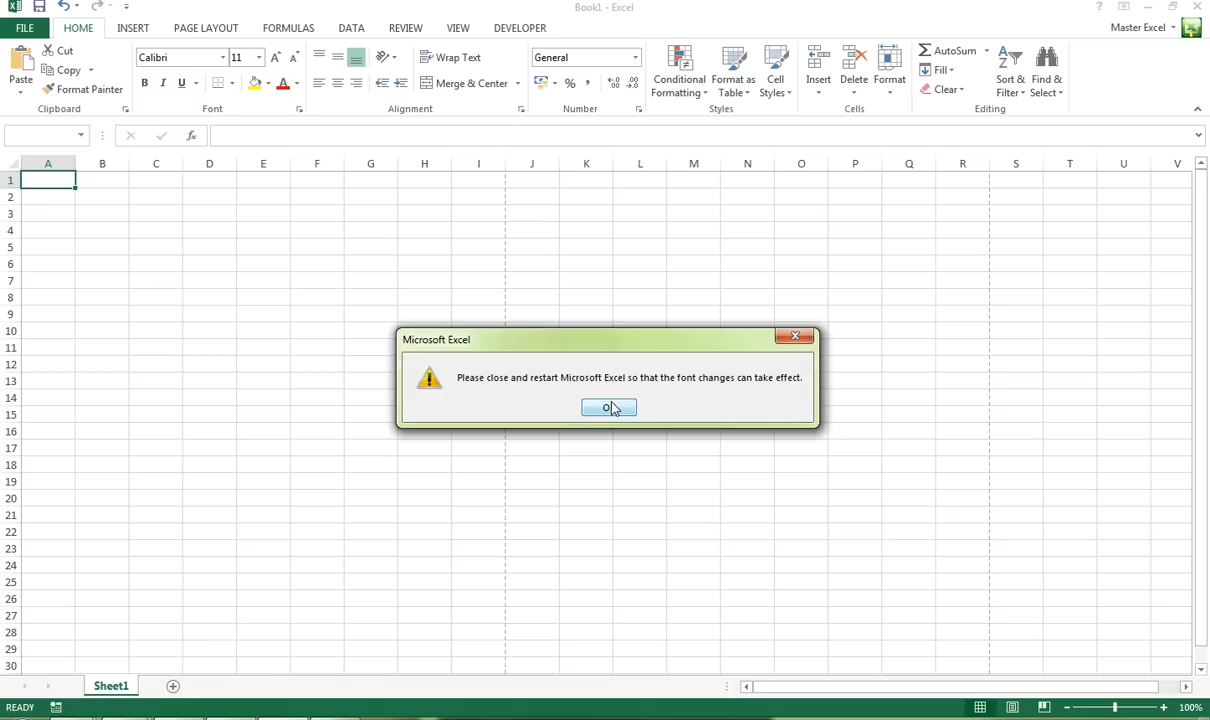 Book1 - Excel
?
FILE HOME INSERT PAGE LAYOUT FORMULAS DATA REVIEW VIEW DEVELOPER Master Excel
Paste
Cut
Copy
Format Painter
Calibri 11
B I U
Wrap Text
Merge & Center
General
%
Conditional Formatting
Format as Table
Cell Styles
Insert
Delete
Format
AutoSum
Fill
Clear
Sort & Filter
Find & Select
Clipboard Font Alignment Number Styles Cells Editing
fx
A B C D E F G H I J K L M N O P Q R S T U V
1
2
3
4
5
6
7
8
9
10
11
12
13
14
15
16
17
18
19
20
21
22
23
24
25
26
27
28
29
30
Microsoft Excel
Please close and restart Microsoft Excel so that the font changes can take effect.
Sheet1
READY 100%